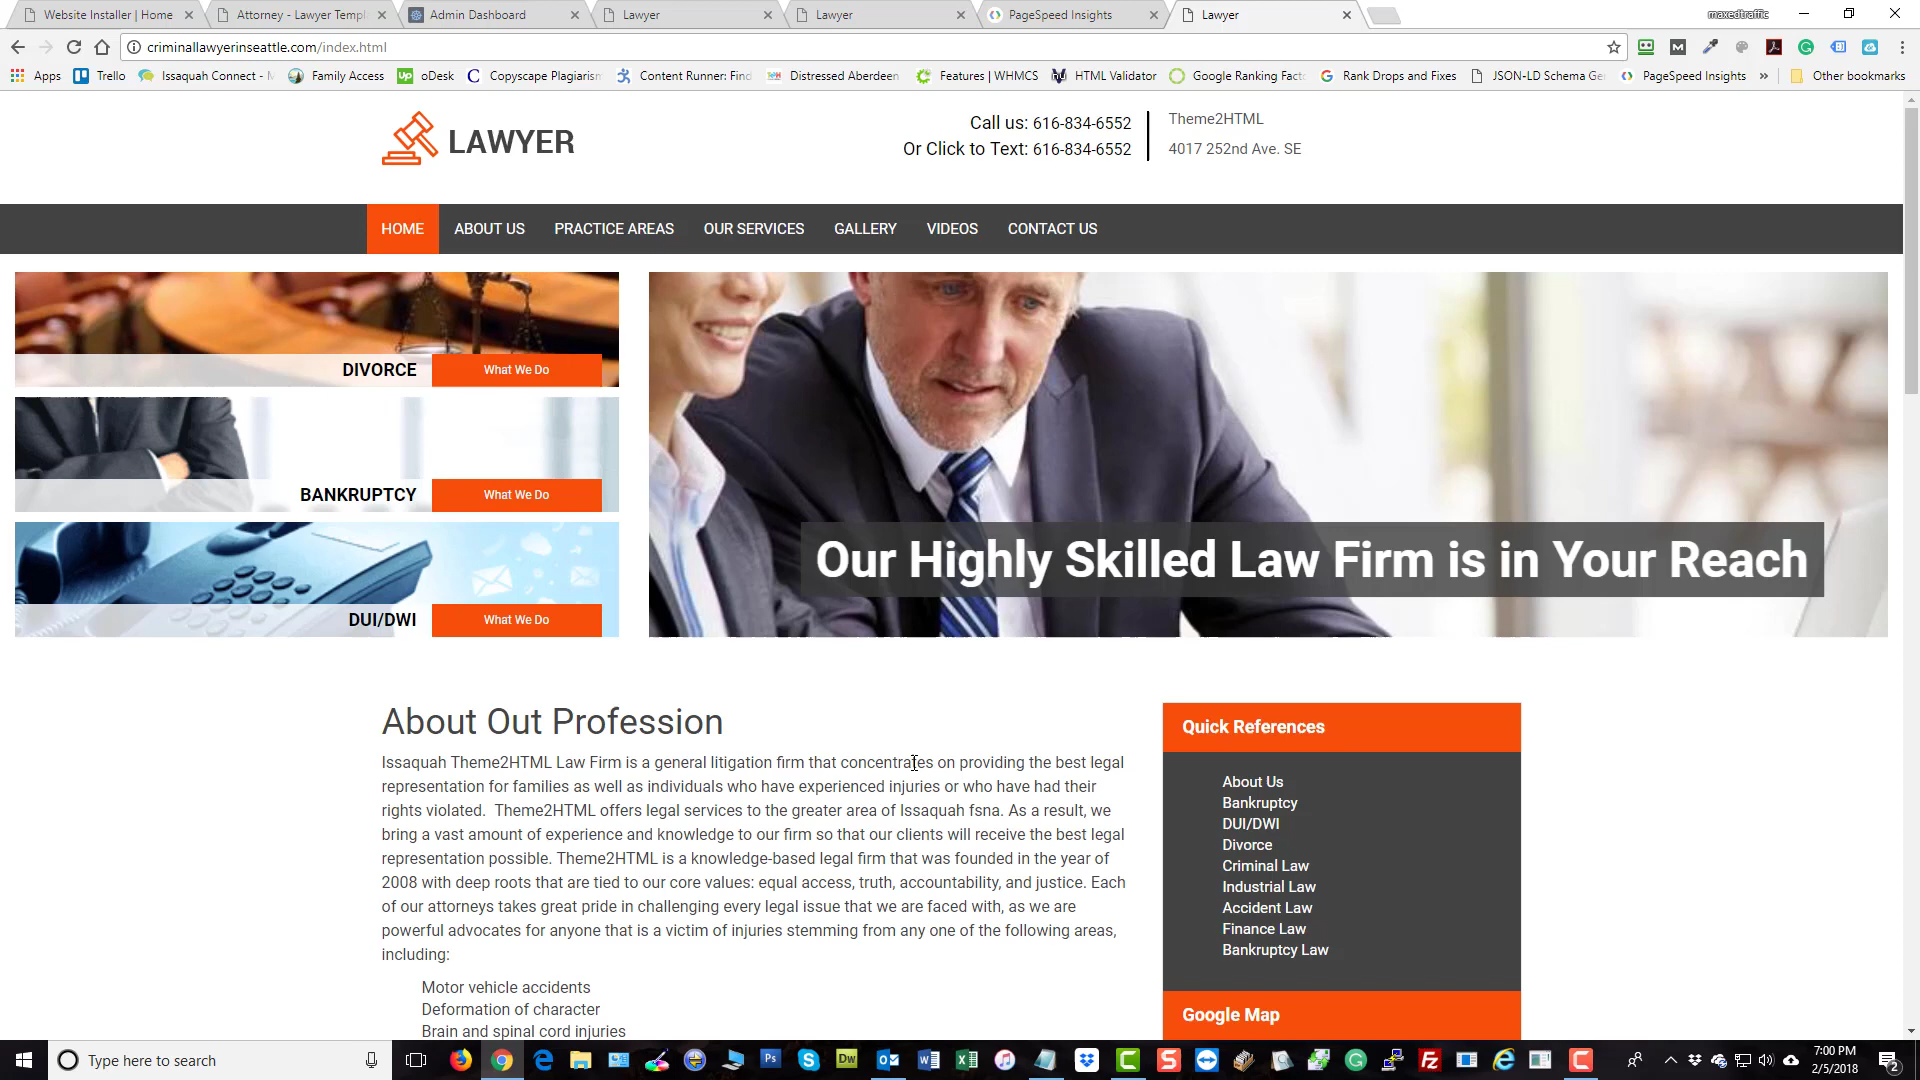 Website Installer | Home
Attorney - Lawyer Templ
Admin Dashboard
Lawyer
Lawyer
PageSpeed Insights
Lawyer
maxedtraffic
criminallawyerinseattle.com/index.html
Apps
Trello
Issaquah Connect - N
Family Access
Up
oDesk
Copyscape Plagiarism
Content Runner: Find
Distressed Aberdeen
Features | WHMCS
HTML Validator
Google Ranking Facto
Rank Drops and Fixes
JSON-LD Schema Ge
PageSpeed Insights
»
Other bookmarks
LAWYER
Call us: 616-834-6552
Or Click to Text: 616-834-6552
Theme2HTML
4017 252nd Ave. SE
HOME
ABOUT US
PRACTICE AREAS
OUR SERVICES
GALLERY
VIDEOS
CONTACT US
DIVORCE
What We Do
BANKRUPTCY
What We Do
DUI/DWI
What We Do
Our Highly Skilled Law Firm is in Your Reach
About Out Profession
Issaquah Theme2HTML Law Firm is a general litigation firm that concentrates on providing the best legal
representation for families as well as individuals who have experienced injuries or who have had their
rights violated.  Theme2HTML offers legal services to the greater area of Issaquah fsna. As a result, we
bring a vast amount of experience and knowledge to our firm so that our clients will receive the best legal
representation possible. Theme2HTML is a knowledge-based legal firm that was founded in the year of
2008 with deep roots that are tied to our core values: equal access, truth, accountability, and justice. Each
of our attorneys takes great pride in challenging every legal issue that we are faced with, as we are
powerful advocates for anyone that is a victim of injuries stemming from any one of the following areas,
including:
Motor vehicle accidents
Deformation of character
Brain and spinal cord injuries
Quick References
About Us
Bankruptcy
DUI/DWI
Divorce
Criminal Law
Industrial Law
Accident Law
Finance Law
Bankruptcy Law
Google Map
Type here to search
7:00 PM
2/5/2018
2